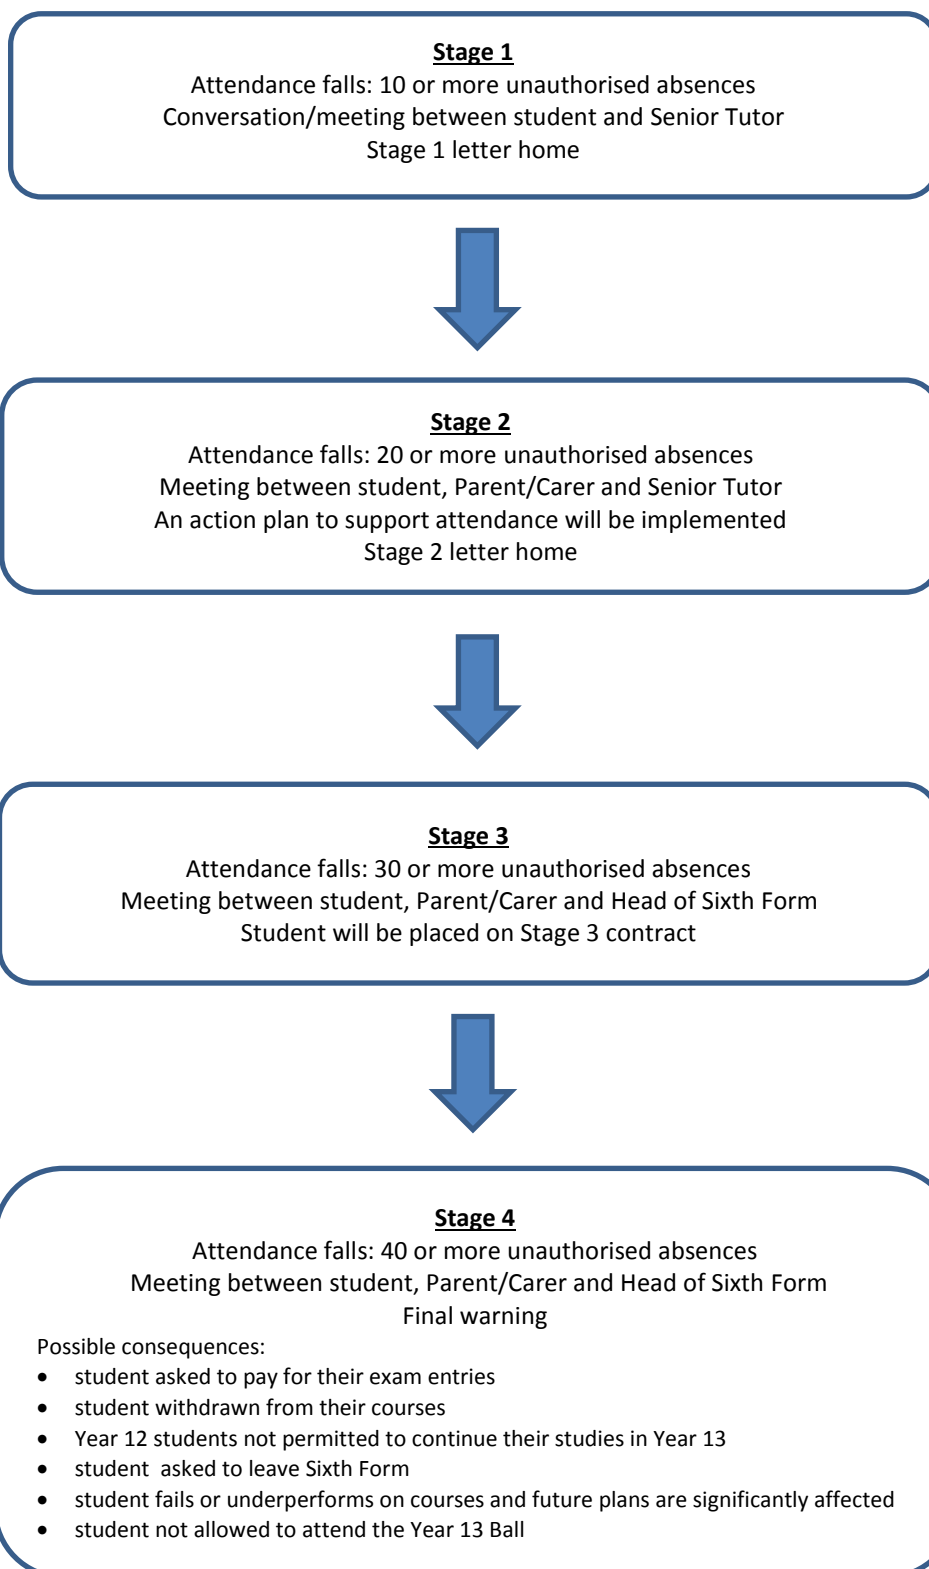 Stage 1
Attendance falls: 10 or more unauthorised absences
Conversation/meeting between student and Senior Tutor
Stage 1 letter home
Stage 2
Attendance falls: 20 or more unauthorised absences
Meeting between student, Parent/Carer and Senior Tutor
An action plan to support attendance will be implemented
Stage 2 letter home
Stage 3
Attendance falls: 30 or more unauthorised absences
Meeting between student, Parent/Carer and Head of Sixth Form
Student will be placed on Stage 3 contract
Stage 4
Attendance falls: 40 or more unauthorised absences
Meeting between student, Parent/Carer and Head of Sixth Form
Final warning
Possible consequences:
• student asked to pay for their exam entries
• student withdrawn from their courses
• Year 12 students not permitted to continue their studies in Year 13
• student  asked to leave Sixth Form
• student fails or underperforms on courses and future plans are significantly affected
• student not allowed to attend the Year 13 Ball